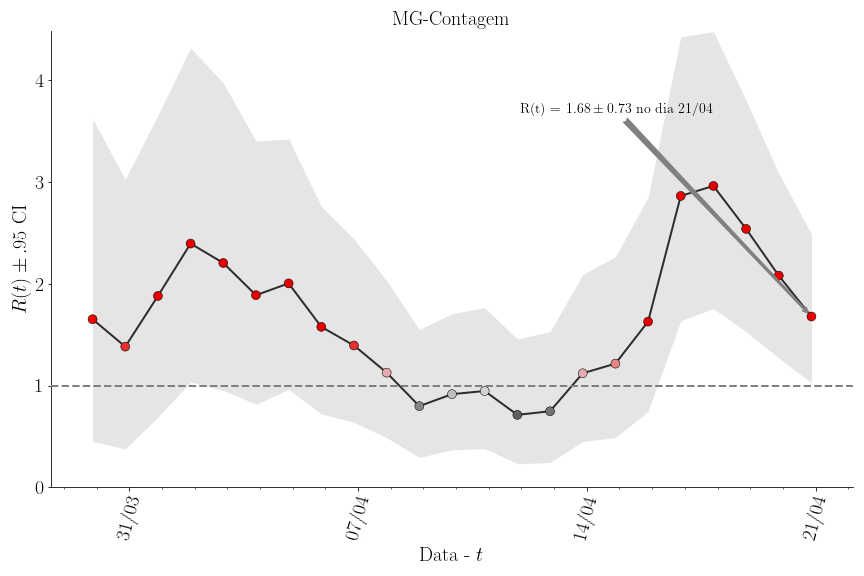 MG-Contagem
R(t) = 1.68 ± 0.73 no dia 21/04
R(t) ± .95 CI
4
3
2
1
0
31/03
07/04
14/04
21/04
Data - t